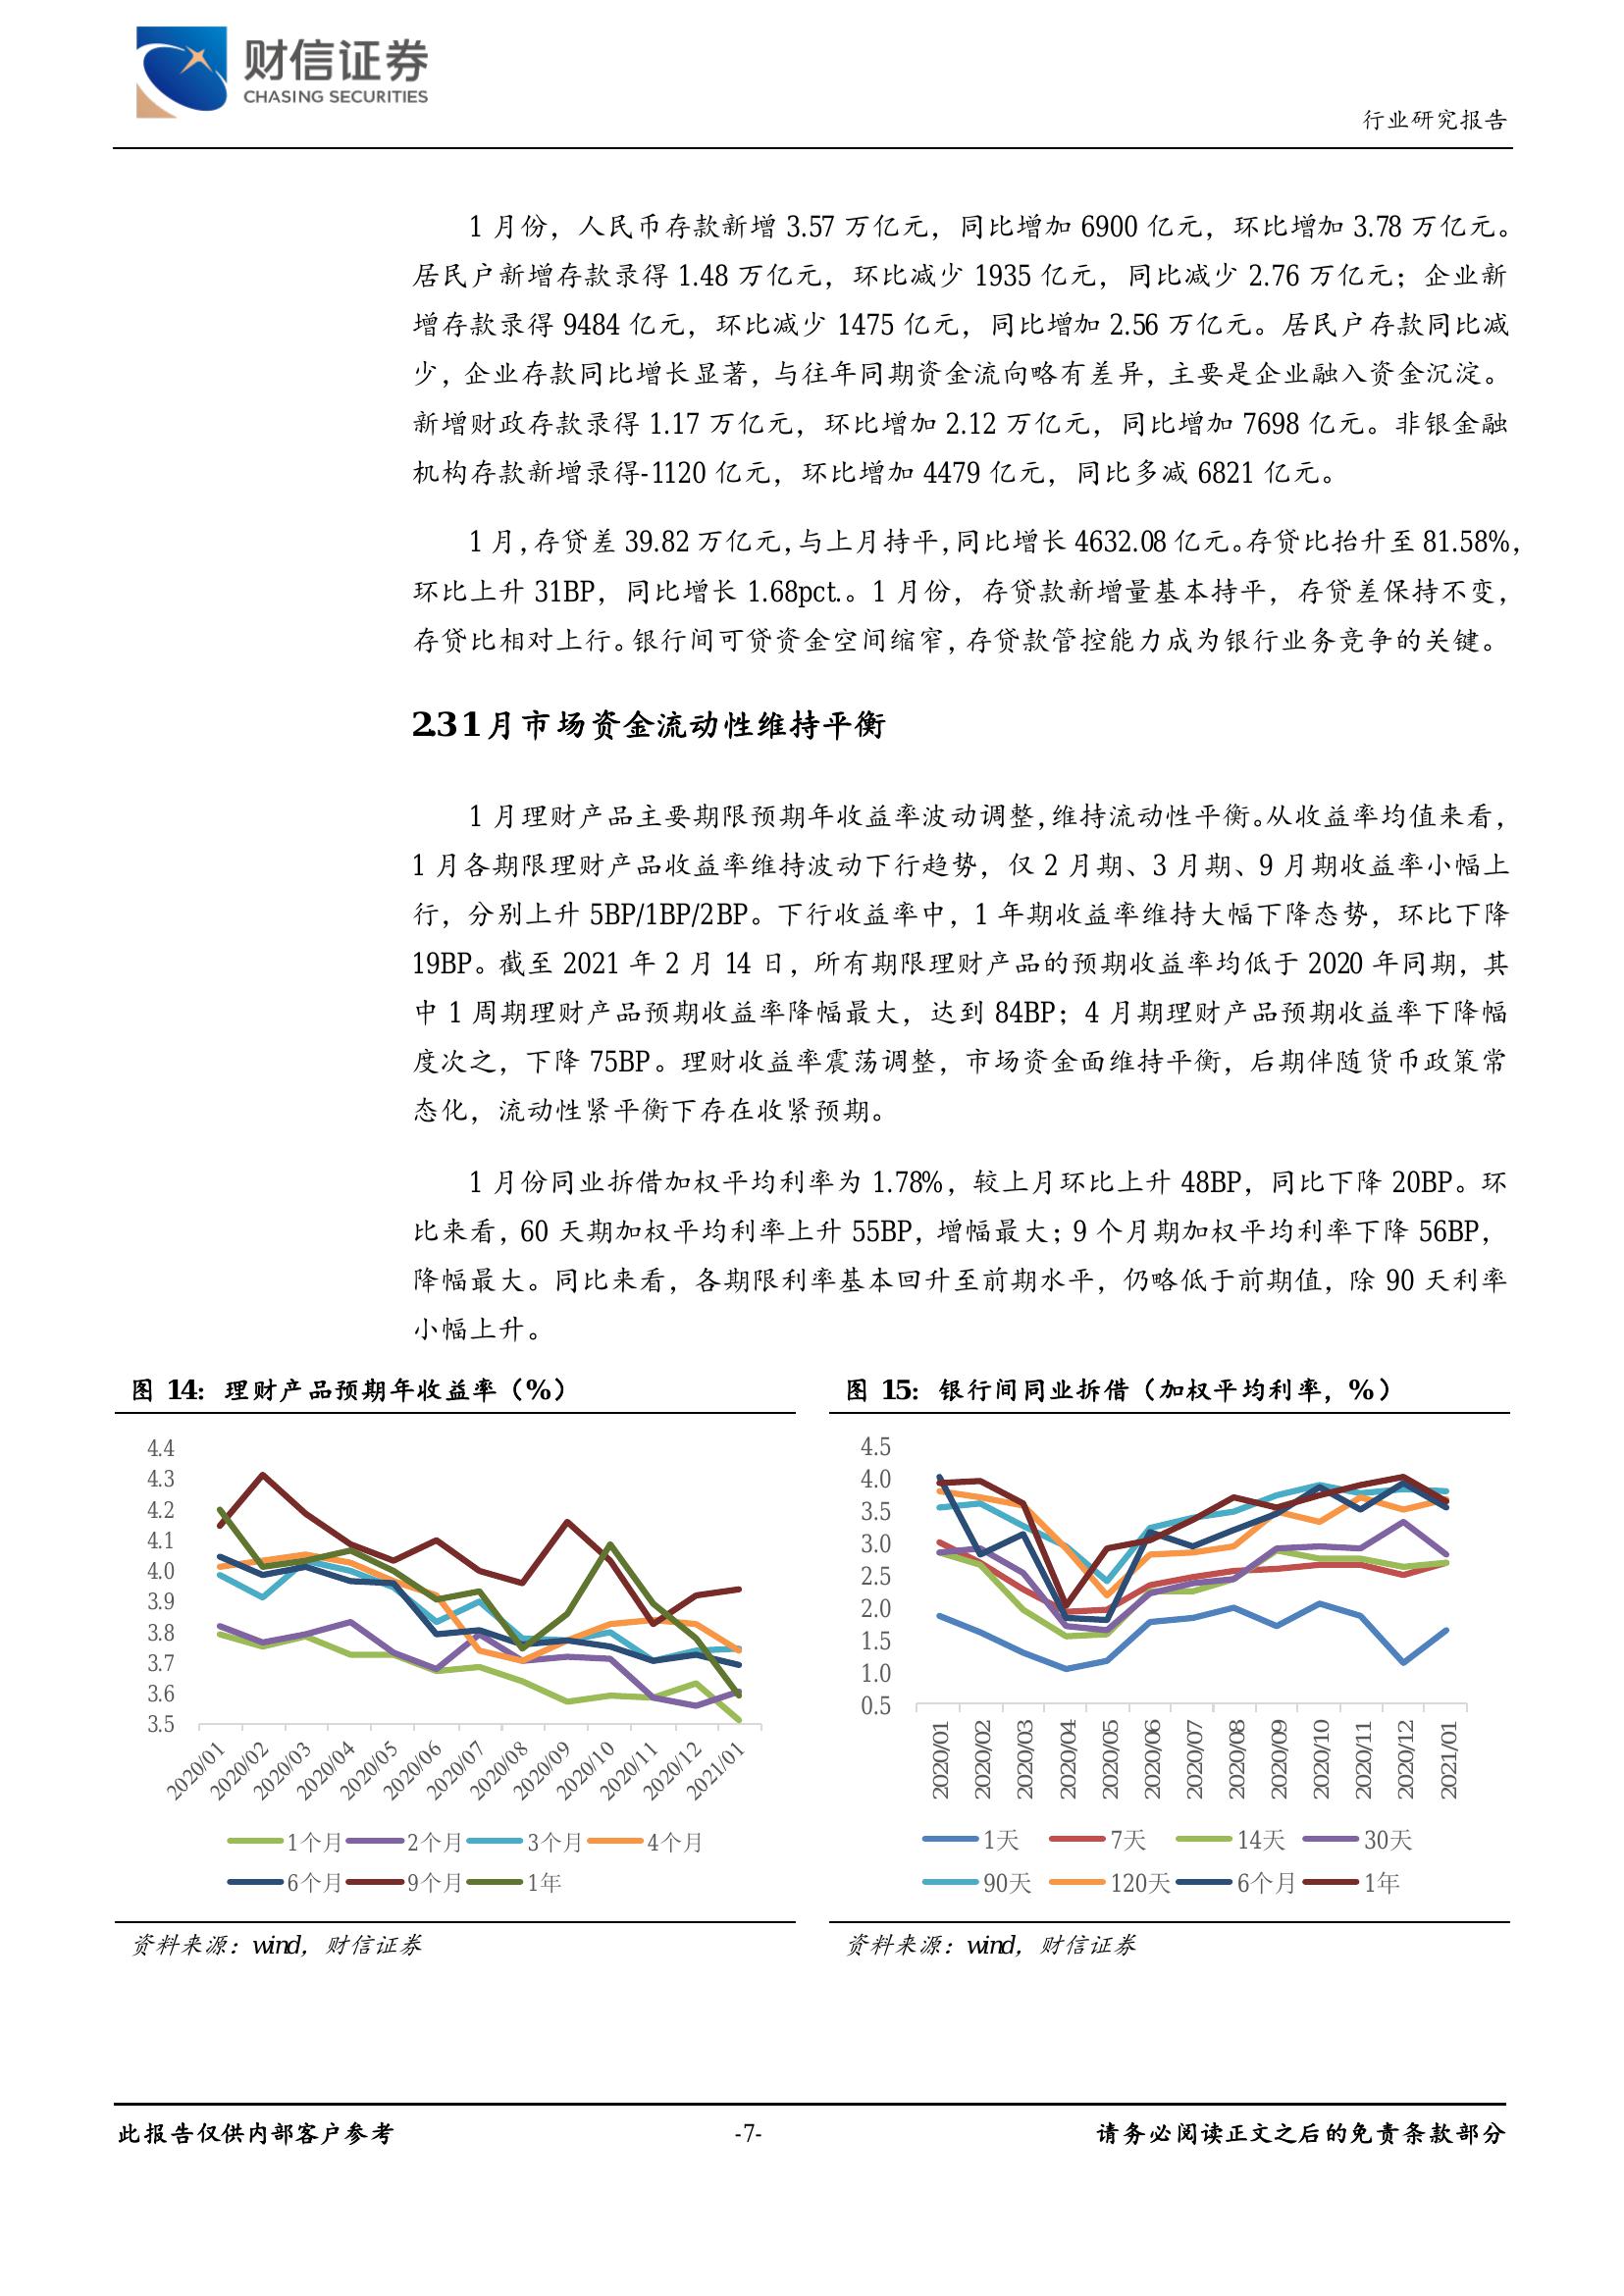 财信证券
CHASING SECURITIES
行业研究报告
1 月份，人民币存款新增 3.57 万亿元，同比增加 6900 亿元，环比增加 3.78 万亿元。
居民户新增存款录得 1.48 万亿元，环比减少 1935 亿元，同比减少 2.76 万亿元；企业新
增存款录得 9484 亿元，环比减少 1475 亿元，同比增加 2.56 万亿元。居民户存款同比减
少，企业存款同比增长显著，与往年同期资金流向略有差异，主要是企业融入资金沉淀。
新增财政存款录得 1.17 万亿元，环比增加 2.12 万亿元，同比增加 7698 亿元。非银金融
机构存款新增录得-1120 亿元，环比增加 4479 亿元，同比多减 6821 亿元。
1 月，存贷差 39.82 万亿元，与上月持平，同比增长 4632.08 亿元。存贷比抬升至 81.58%，
环比上升 31BP，同比增长 1.68pct.。1 月份，存贷款新增量基本持平，存贷差保持不变，
存贷比相对上行。银行间可贷资金空间缩窄，存贷款管控能力成为银行业务竞争的关键。
2.3 1 月市场资金流动性维持平衡
1 月理财产品主要期限预期年收益率波动调整，维持流动性平衡。从收益率均值来看，
1 月各期限理财产品收益率维持波动下行趋势，仅 2 月期、3 月期、9 月期收益率小幅上
行，分别上升 5BP/1BP/2BP。下行收益率中，1 年期收益率维持大幅下降态势，环比下降
19BP。截至 2021 年 2 月 14 日，所有期限理财产品的预期收益率均低于 2020 年同期，其
中 1 周期理财产品预期收益率降幅最大，达到 84BP；4 月期理财产品预期收益率下降幅
度次之，下降 75BP。理财收益率震荡调整，市场资金面维持平衡，后期伴随货币政策常
态化，流动性紧平衡下存在收紧预期。
1 月份同业拆借加权平均利率为 1.78%，较上月环比上升 48BP，同比下降 20BP。环
比来看，60 天期加权平均利率上升 55BP，增幅最大；9 个月期加权平均利率下降 56BP，
降幅最大。同比来看，各期限利率基本回升至前期水平，仍略低于前期值，除 90 天利率
小幅上升。
图 14：理财产品预期年收益率（%）
4.4
4.3
4.2
4.1
4.0
3.9
3.8
3.7
3.6
3.5
2020/01 2020/02 2020/03 2020/04 2020/05 2020/06 2020/07 2020/08 2020/09 2020/10 2020/11 2020/12 2021/01
1个月 2个月 3个月 4个月
6个月 9个月 1年
资料来源：wind，财信证券
图 15：银行间同业拆借（加权平均利率，%）
4.5
4.0
3.5
3.0
2.5
2.0
1.5
1.0
0.5
2020/01 2020/02 2020/03 2020/04 2020/05 2020/06 2020/07 2020/08 2020/09 2020/10 2020/11 2020/12 2021/01
1天 7天 14天 30天
90天 120天 6个月 1年
资料来源：wind，财信证券
此报告仅供内部客户参考
-7-
请务必阅读正文之后的免责条款部分